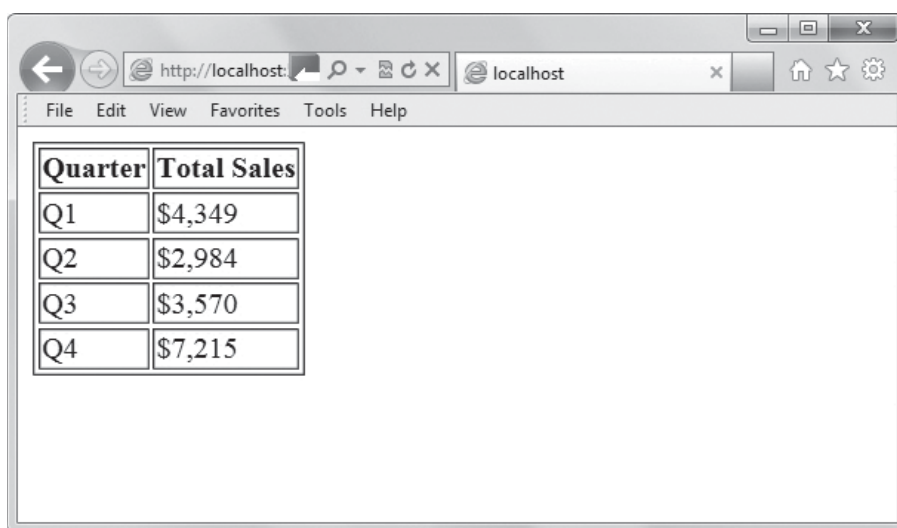 http://localhost:
localhost
File Edit View Favorites Tools Help
Quarter Total Sales
Q1 $4,349
Q2 $2,984
Q3 $3,570
Q4 $7,215